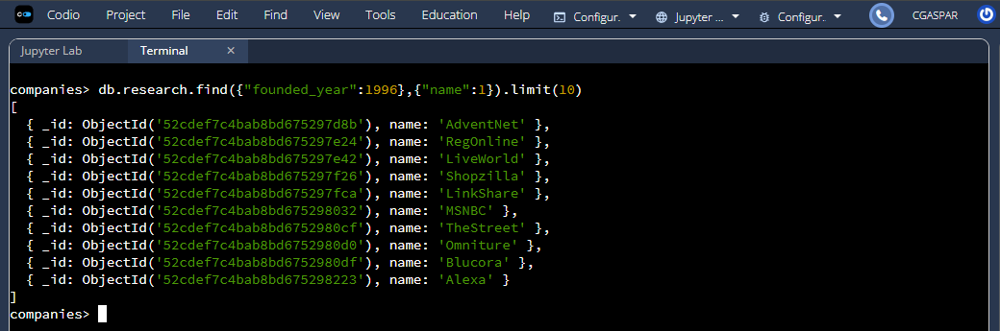 Codio Project File Edit Find View Tools Education Help Configur. Jupyter ... Configur. CGASPAR
Jupyter Lab Terminal ×
companies> db.research.find({"founded_year":1996},{"name":1}).limit(10)
[
{ _id: ObjectId('52cdef7c4bab8bd675297d8b'), name: 'AdventNet' },
{ _id: ObjectId('52cdef7c4bab8bd675297e24'), name: 'RegOnline' },
{ _id: ObjectId('52cdef7c4bab8bd675297e42'), name: 'LiveWorld' },
{ _id: ObjectId('52cdef7c4bab8bd675297f26'), name: 'Shopzilla' },
{ _id: ObjectId('52cdef7c4bab8bd675297fca'), name: 'LinkShare' },
{ _id: ObjectId('52cdef7c4bab8bd675298032'), name: 'MSNBC' },
{ _id: ObjectId('52cdef7c4bab8bd6752980cf'), name: 'TheStreet' },
{ _id: ObjectId('52cdef7c4bab8bd6752980d0'), name: 'Omniture' },
{ _id: ObjectId('52cdef7c4bab8bd6752980df'), name: 'Blucora' },
{ _id: ObjectId('52cdef7c4bab8bd675298223'), name: 'Alexa' }
]
companies>